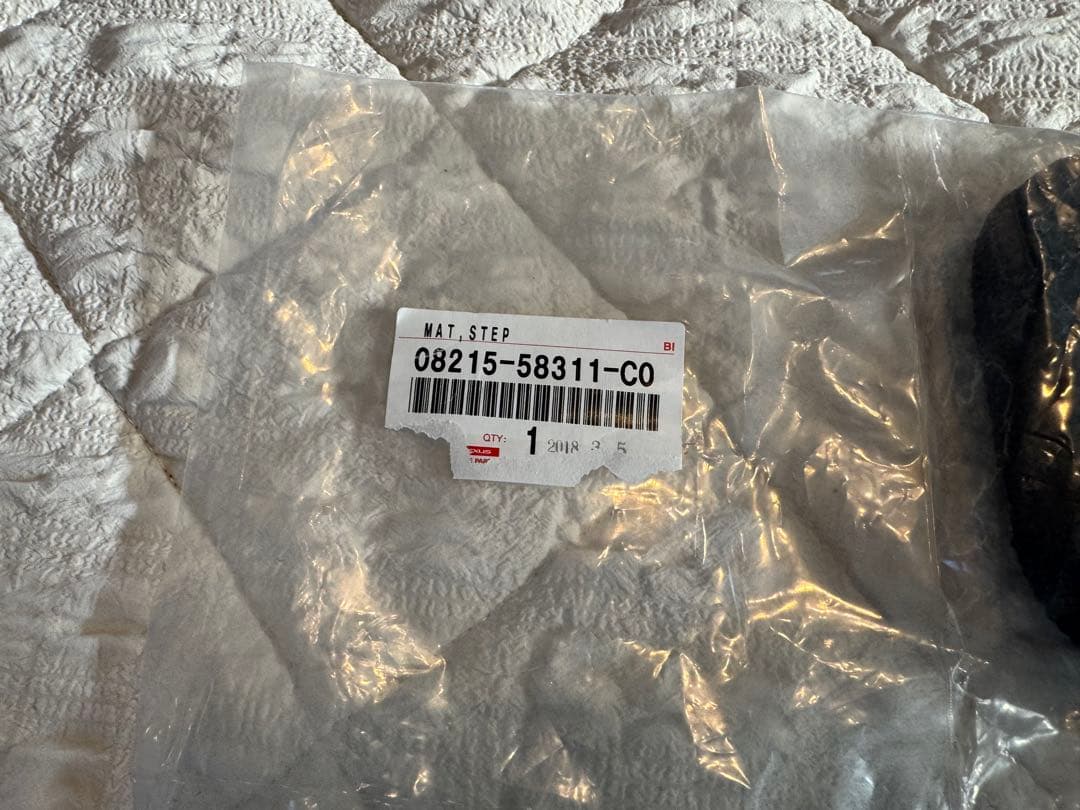 MAT,STEP
BI
08215-58311-C0
QTY: 1 2018 3 5